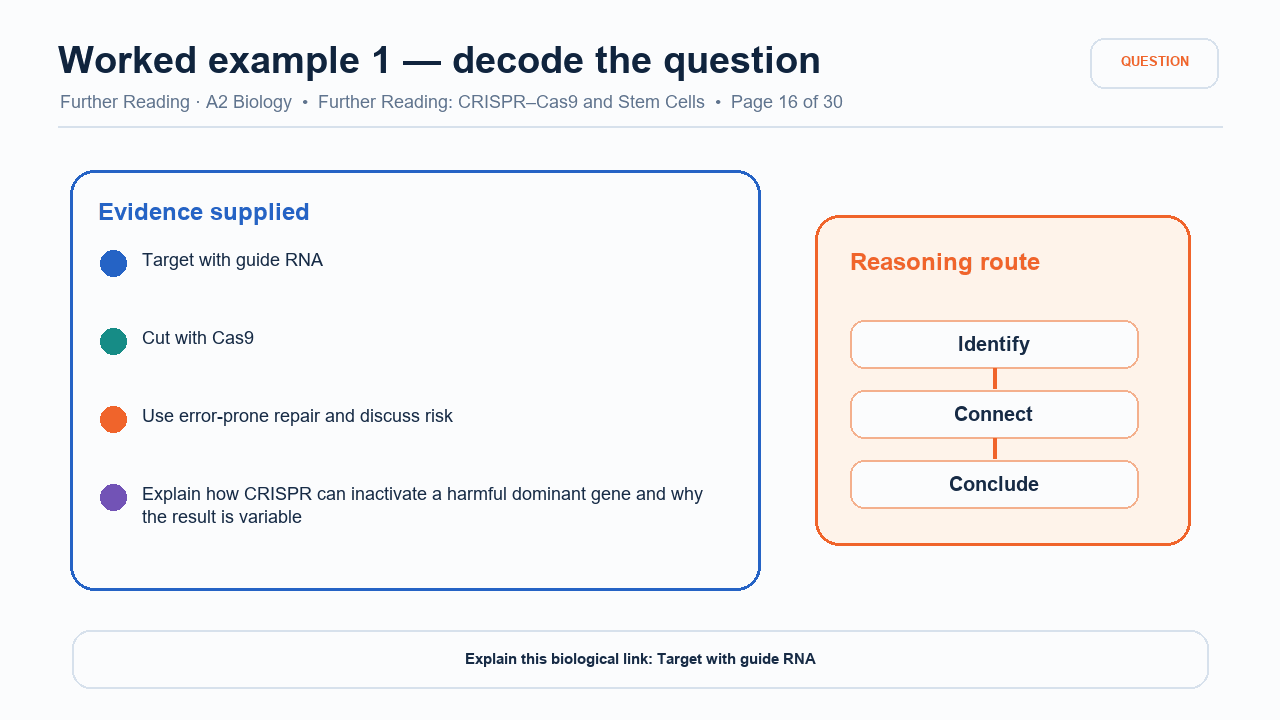 Worked example 1 — decode the question
QUESTION
Further Reading · A2 Biology • Further Reading: CRISPR–Cas9 and Stem Cells • Page 16 of 30
Evidence supplied
Target with guide RNA
Cut with Cas9
Use error-prone repair and discuss risk
Explain how CRISPR can inactivate a harmful dominant gene and why
the result is variable
Reasoning route
Identify
Connect
Conclude
Explain this biological link: Target with guide RNA